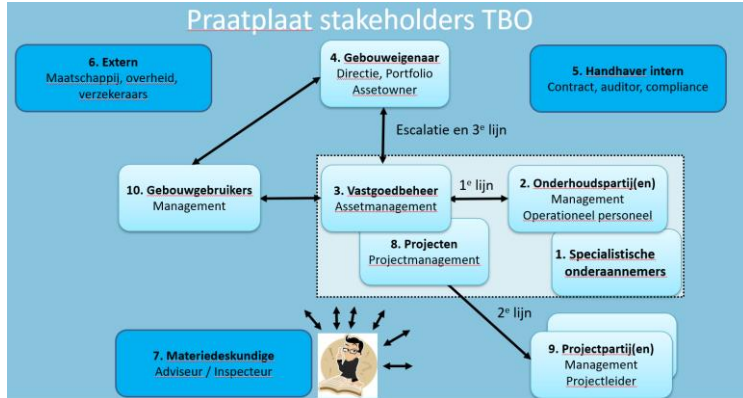 Praatplaat stakeholders TBO
6. Extern
Maatschappij, overheid,
verzekeraars
4. Gebouweigenaar
Directie, Portfolio
Assetowner
5. Handhaver intern
Contract, auditor, compliance
Escalatie en 3e lijn
10. Gebouwgebruikers
Management
3. Vastgoedbeheer
Assetmanagement
1e lijn
2. Onderhoudspartij(en)
Management
Operationeel personeel
8. Projecten
Projectmanagement
1. Specialistische
onderaannemers
2e lijn
7. Materiedeskundige
Adviseur / Inspecteur
9. Projectpartij(en)
Management
Projectleider